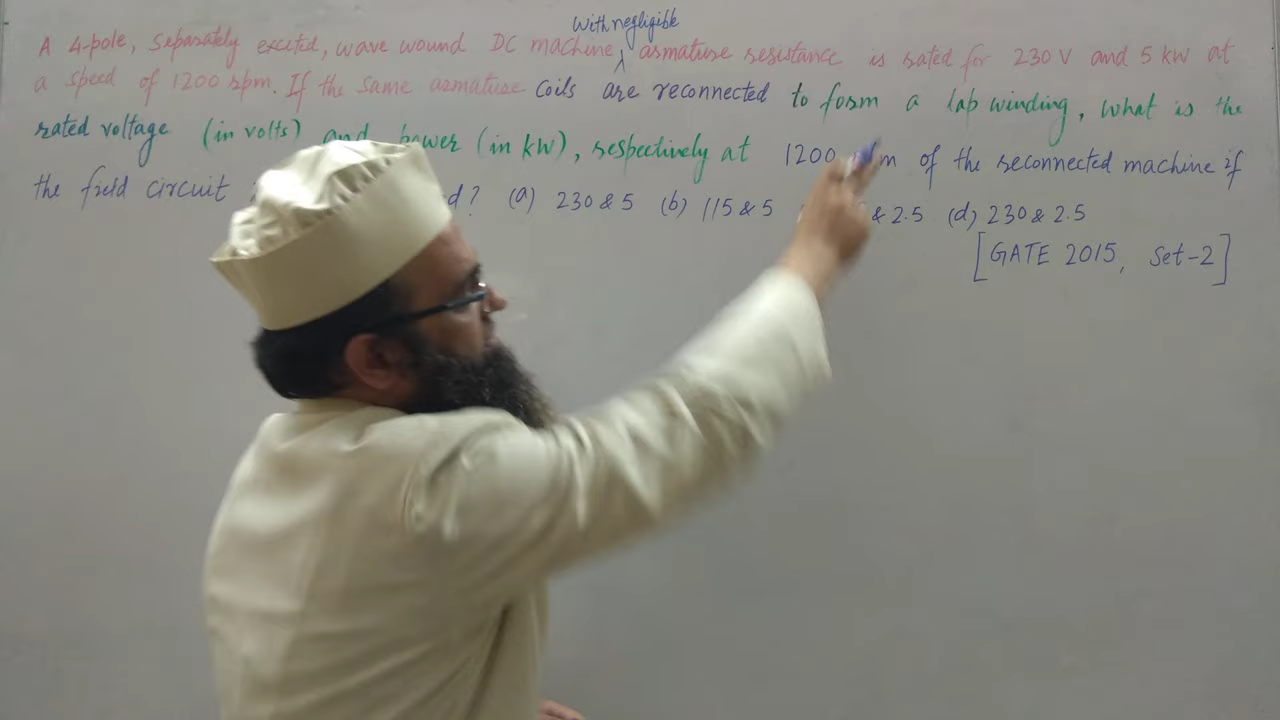 With negligible
A 4-pole, separately excited, wave wound DC machine, armature resistance is rated for 230 V and 5 kW at
a speed of 1200 rpm. If the same armature coils are reconnected to form a lap winding, what is the
rated voltage (in volts) and power (in kW), respectively at 1200 of the reconnected machine if
the field circuit ? (a) 230 & 5 (b) 115 & 5 & 2.5 (d) 230 & 2.5
[GATE 2015, Set-2]